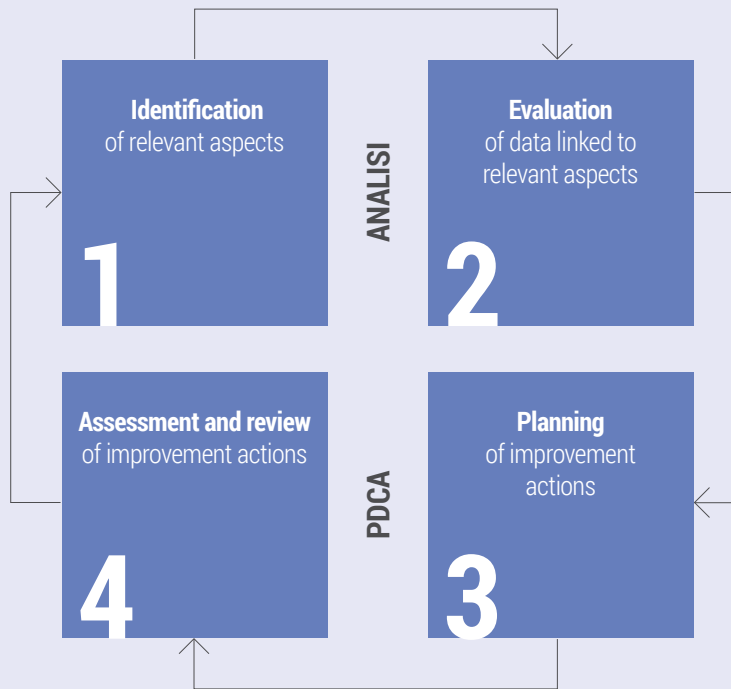 Identification
of relevant aspects
1
ANALISI
Evaluation
of data linked to
relevant aspects
2
Assessment and review
of improvement actions
4
PDCA
Planning
of improvement
actions
3